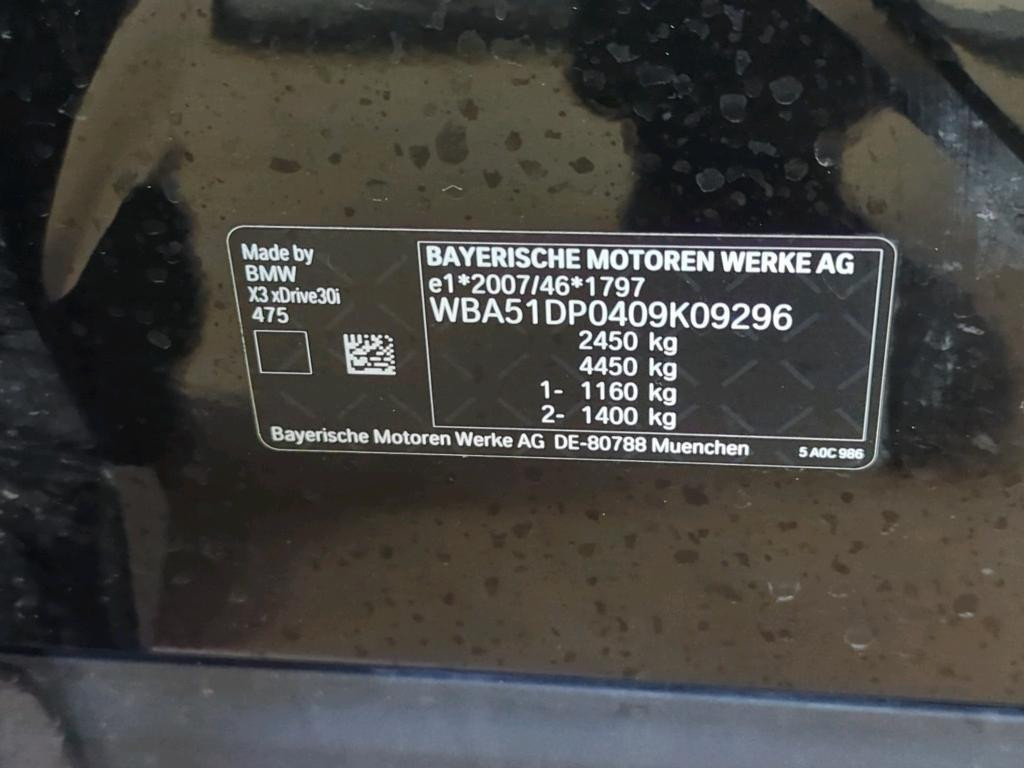 Made by
BMW
X3 xDrive30i
475
BAYERISCHE MOTOREN WERKE AG
e1*2007/46*1797
WBA51DP0409K09296
2450 kg
4450 kg
1- 1160 kg
2- 1400 kg
Bayerische Motoren Werke AG DE-80788 Muenchen
5 A0C 986